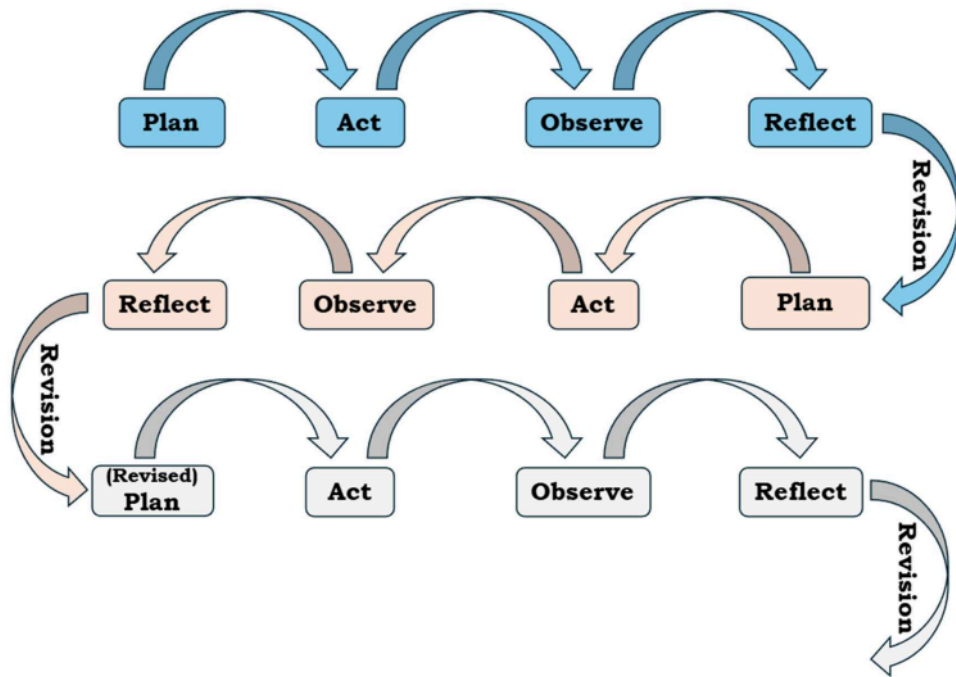 Plan
Act
Observe
Reflect
Revision
Reflect
Observe
Act
Plan
Revision
(Revised)
Plan
Act
Observe
Reflect
Revision